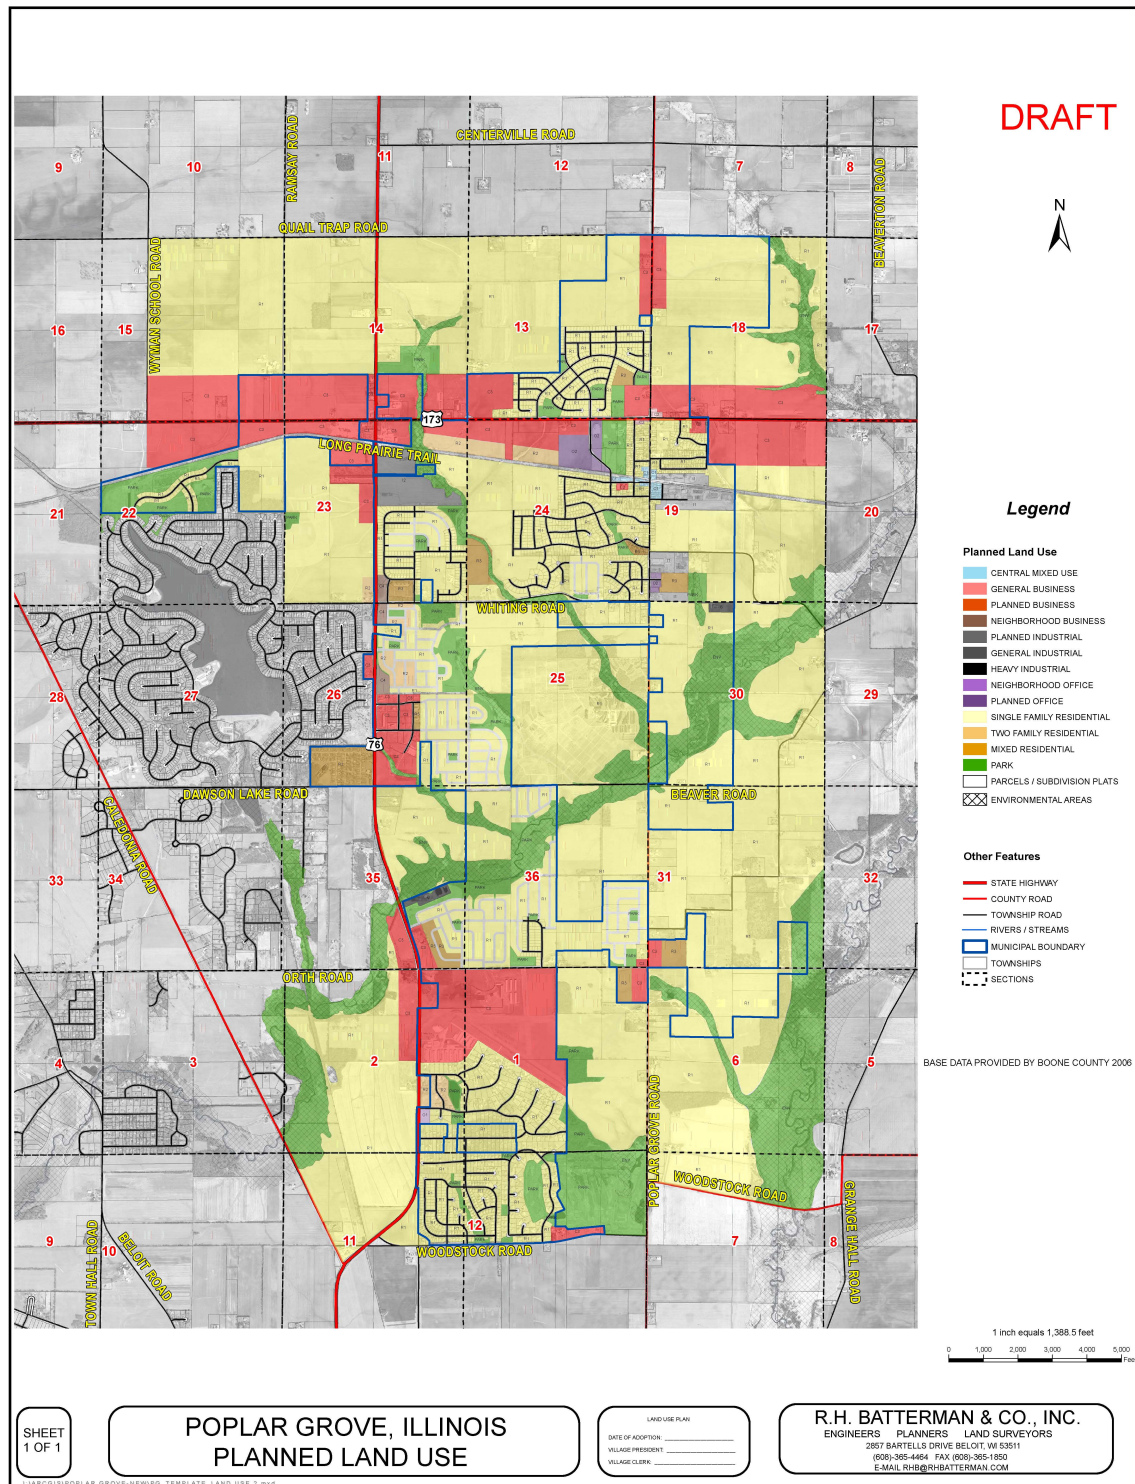 DRAFT
N
CENTERVILLE ROAD
RAMSAY ROAD
BEAVERTON ROAD
9
10
11
12
7
8
QUAIL TRAP ROAD
WYMAN SCHOOL ROAD
16
15
14
13
18
17
173
LONG PRAIRIE TRAIL
21
22
23
24
19
20
WHITING ROAD
28
27
26
25
30
29
76
DAWSON LAKE ROAD
BEAVER ROAD
CALEDONIA ROAD
33
34
35
36
31
32
ORTH ROAD
4
3
2
1
6
5
POPLAR GROVE ROAD
WOODSTOCK ROAD
GRANGE HALL ROAD
TOWN HALL ROAD
BELOIT ROAD
9
10
11
12
7
8
WOODSTOCK ROAD
Legend
Planned Land Use
CENTRAL MIXED USE
GENERAL BUSINESS
PLANNED BUSINESS
NEIGHBORHOOD BUSINESS
PLANNED INDUSTRIAL
GENERAL INDUSTRIAL
HEAVY INDUSTRIAL
NEIGHBORHOOD OFFICE
PLANNED OFFICE
SINGLE FAMILY RESIDENTIAL
TWO FAMILY RESIDENTIAL
MIXED RESIDENTIAL
PARK
PARCELS / SUBDIVISION PLATS
ENVIRONMENTAL AREAS
Other Features
STATE HIGHWAY
COUNTY ROAD
TOWNSHIP ROAD
RIVERS / STREAMS
MUNICIPAL BOUNDARY
TOWNSHIPS
SECTIONS
BASE DATA PROVIDED BY BOONE COUNTY 2006
1 inch equals 1,388.5 feet
0 1,000 2,000 3,000 4,000 5,000
Fee
SHEET
1 OF 1
POPLAR GROVE, ILLINOIS
PLANNED LAND USE
LAND USE PLAN
DATE OF ADOPTION:
VILLAGE PRESIDENT:
VILLAGE CLERK:
R.H. BATTERMAN & CO., INC.
ENGINEERS PLANNERS LAND SURVEYORS
2857 BARTELLS DRIVE BELOIT, WI 53511
(608)-365-4464 FAX (608)-365-1850
E-MAIL RHB@RHBATTERMAN.COM